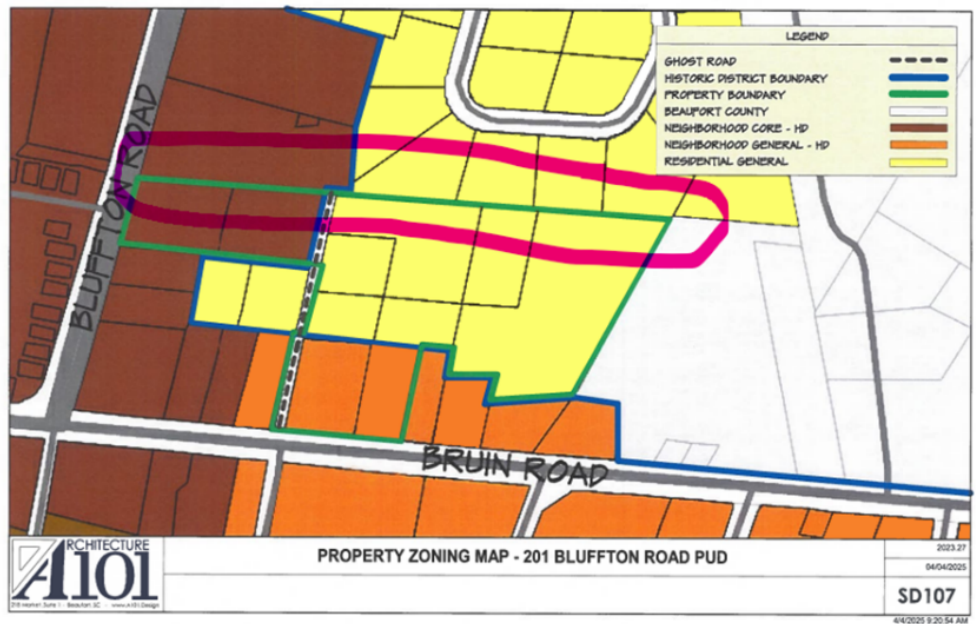 LEGEND
GHOST ROAD
HISTORIC DISTRICT BOUNDARY
PROPERTY BOUNDARY
BEAUFORT COUNTY
NEIGHBORHOOD CORE - HD
NEIGHBORHOOD GENERAL - HD
RESIDENTIAL GENERAL
BLUFFTON ROAD
BRUIN ROAD
ARCHITECTURE
A101
PROPERTY ZONING MAP - 201 BLUFFTON ROAD PUD
2023.27
04/04/2025
SD107
4/4/2025 9:20:54 AM